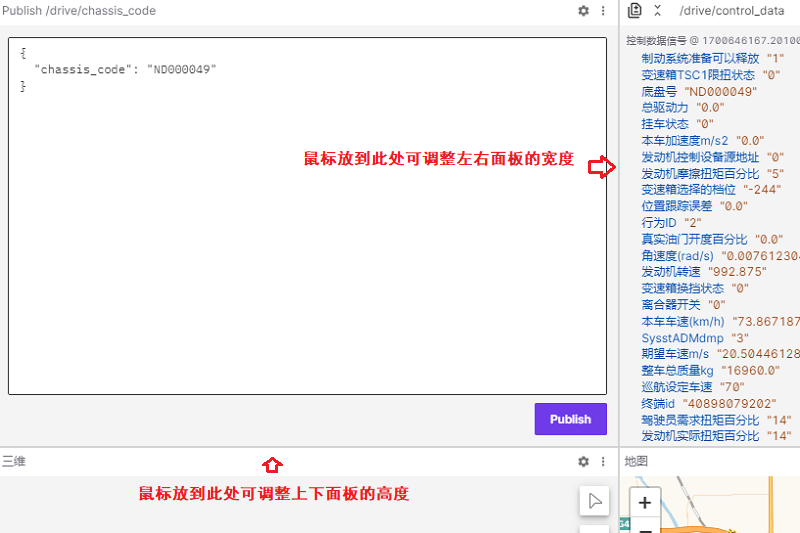 Publish /drive/chassis_code
{
"chassis_code": "ND000049"
}
鼠标放到此处可调整左右面板的宽度
Publish
/drive/control_data
控制数据信号 @ 1700646167.20100
制动系统准备可以释放 "1"
变速箱TSC1限扭状态 "0"
底盘号 "ND000049"
总驱动力 "0.0"
挂车状态 "0"
本车加速度m/s2 "0.0"
发动机控制设备源地址 "0"
发动机摩擦扭矩百分比 "5"
变速箱选择的档位 "-244"
位置跟踪误差 "0.0"
行为ID "2"
真实油门开度百分比 "0.0"
角速度(rad/s) "0.007612304
发动机转速 "992.875"
变速箱换挡状态 "0"
离合器开关 "0"
本车车速(km/h) "73.867187
SysstADMdmp "3"
期望车速m/s "20.50446128
整车总质量kg "16960.0"
巡航设定车速 "70"
终端id "40898079202"
驾驶员需求扭矩百分比 "14"
发动机实际扭矩百分比 "14"
三维
鼠标放到此处可调整上下面板的高度
地图
+
G4